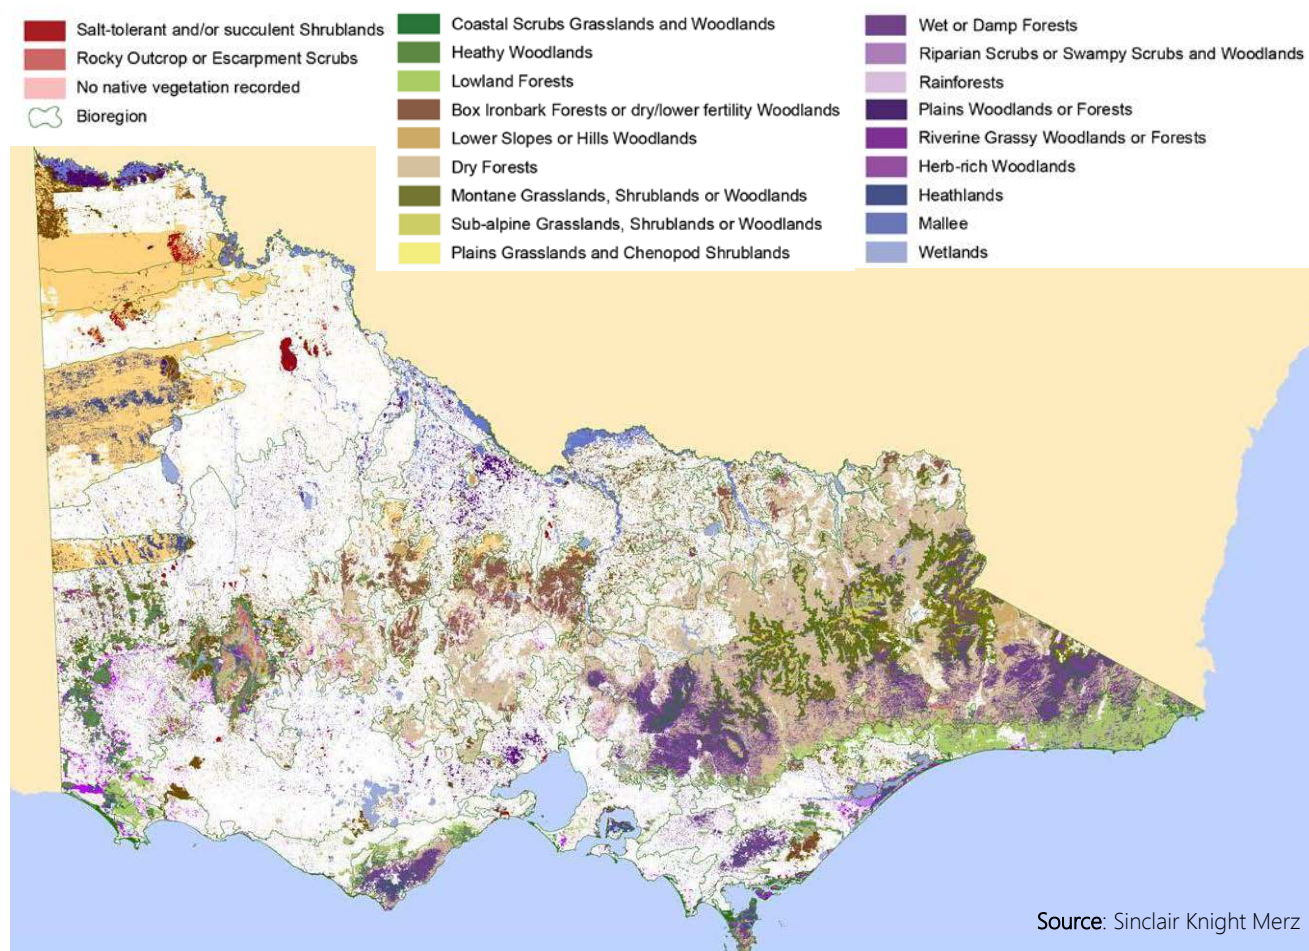 Salt-tolerant and/or succulent Shrublands
Rocky Outcrop or Escarpment Scrubs
No native vegetation recorded
Bioregion
Coastal Scrubs Grasslands and Woodlands
Heathy Woodlands
Lowland Forests
Box Ironbark Forests or dry/lower fertility Woodlands
Lower Slopes or Hills Woodlands
Dry Forests
Montane Grasslands, Shrublands or Woodlands
Sub-alpine Grasslands, Shrublands or Woodlands
Plains Grasslands and Chenopod Shrublands
Wet or Damp Forests
Riparian Scrubs or Swampy Scrubs and Woodlands
Rainforests
Plains Woodlands or Forests
Riverine Grassy Woodlands or Forests
Herb-rich Woodlands
Heathlands
Mallee
Wetlands
Source: Sinclair Knight Merz